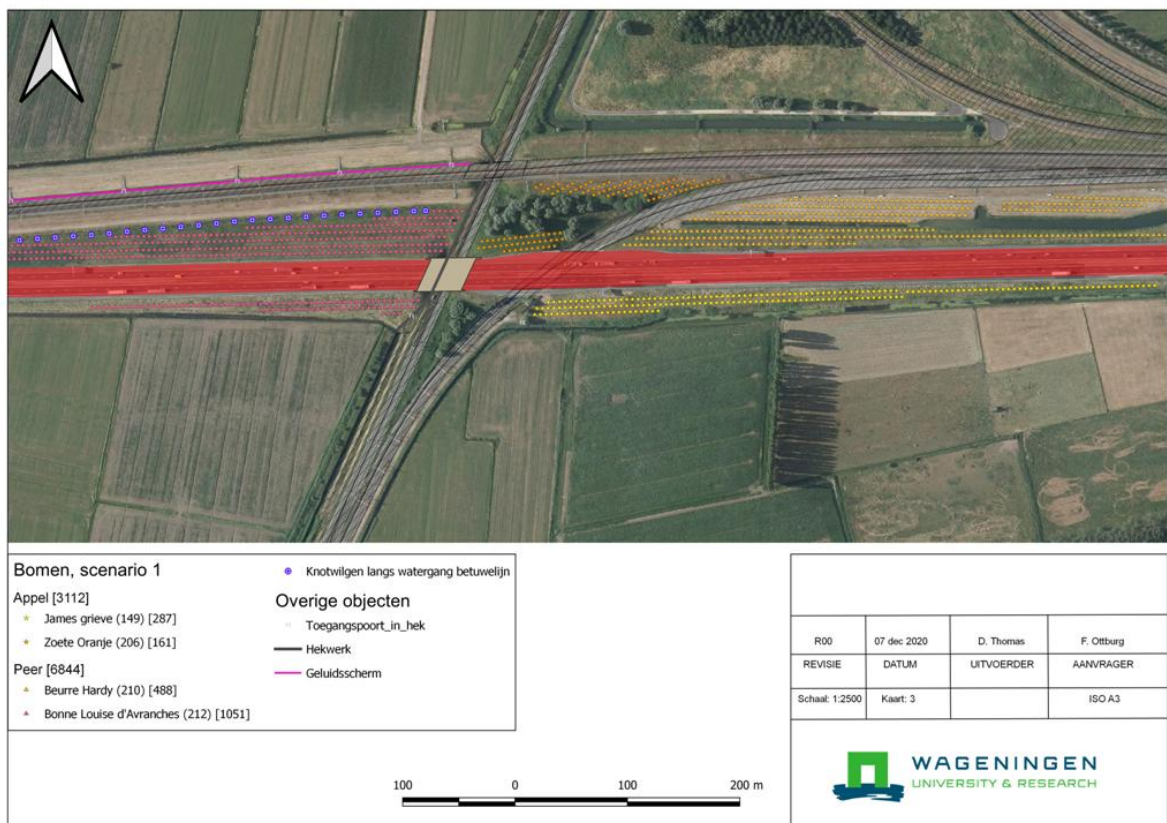 Bomen, scenario 1
Appel [3112]
James grieve (149) [287]
Zoete Oranje (206) [161]
Peer [6844]
Beurre Hardy (210) [488]
Bonne Louise d'Avranches (212) [1051]
Knotwilgen langs watergang betuwelijn
Overige objecten
Toegangspoort_in_hek
Hekwerk
Geluidsscherm
100 0 100 200 m
R00 07 dec 2020 D. Thomas F. Ottburg
REVISIE DATUM UITVOERDER AANVRAGER
Schaal: 1:2500 Kaart: 3 ISO A3
WAGENINGEN
UNIVERSITY & RESEARCH